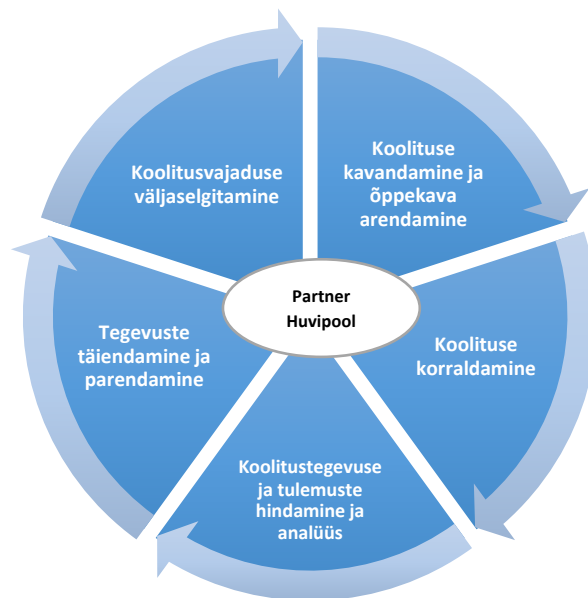 Koolitusvajaduse
väljaselgitamine
Koolituse
kavandamine ja
õppekava
arendamine
Partner
Huvipool
Tegevuste
täiendamine ja
parendamine
Koolituse
korraldamine
Koolitustegevuse
ja tulemuste
hindamine ja
analüüs